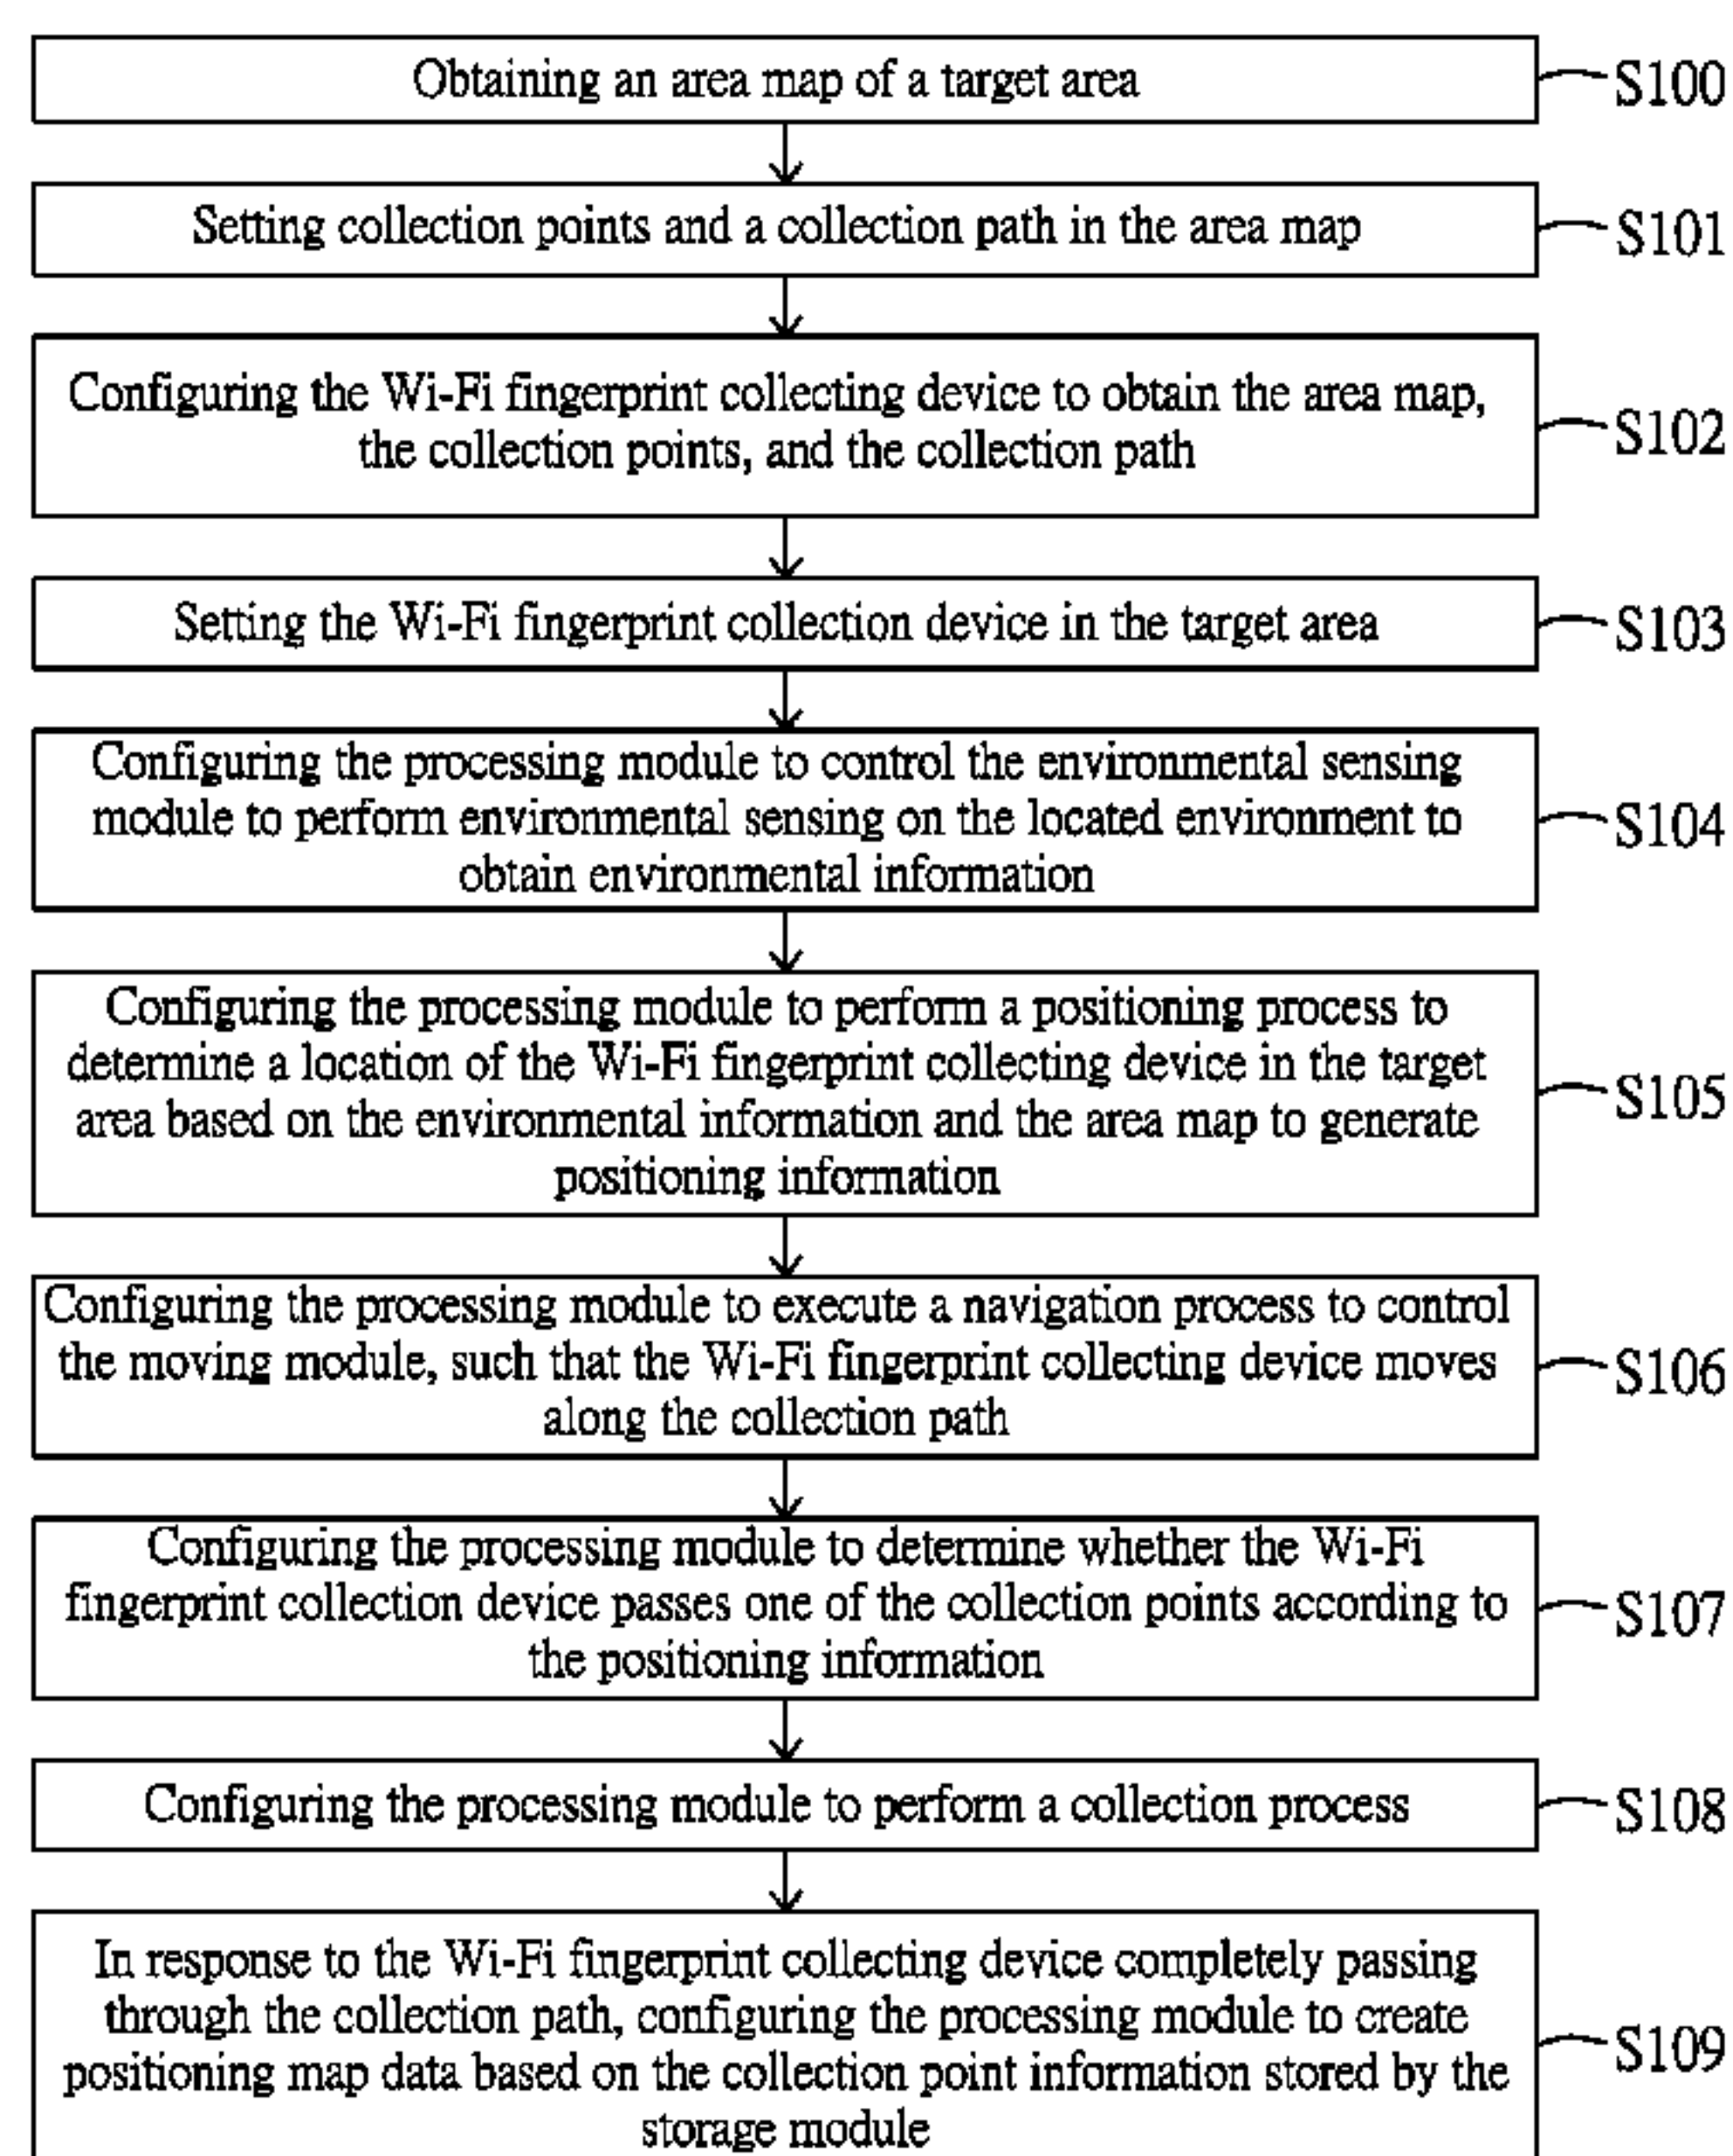 Obtaining an area map of a target area
S100
Setting collection points and a collection path in the area map
S101
Configuring the Wi-Fi fingerprint collecting device to obtain the area map,
the collection points, and the collection path
S102
Setting the Wi-Fi fingerprint collection device in the target area
S103
Configuring the processing module to control the environmental sensing
module to perform environmental sensing on the located environment to
obtain environmental information
S104
Configuring the processing module to perform a positioning process to
determine a location of the Wi-Fi fingerprint collecting device in the target
area based on the environmental information and the area map to generate
positioning information
S105
Configuring the processing module to execute a navigation process to control
the moving module, such that the Wi-Fi fingerprint collecting device moves
along the collection path
S106
Configuring the processing module to determine whether the Wi-Fi
fingerprint collection device passes one of the collection points according to
the positioning information
S107
Configuring the processing module to perform a collection process
S108
In response to the Wi-Fi fingerprint collecting device completely passing
through the collection path, configuring the processing module to create
positioning map data based on the collection point information stored by the
storage module
S109